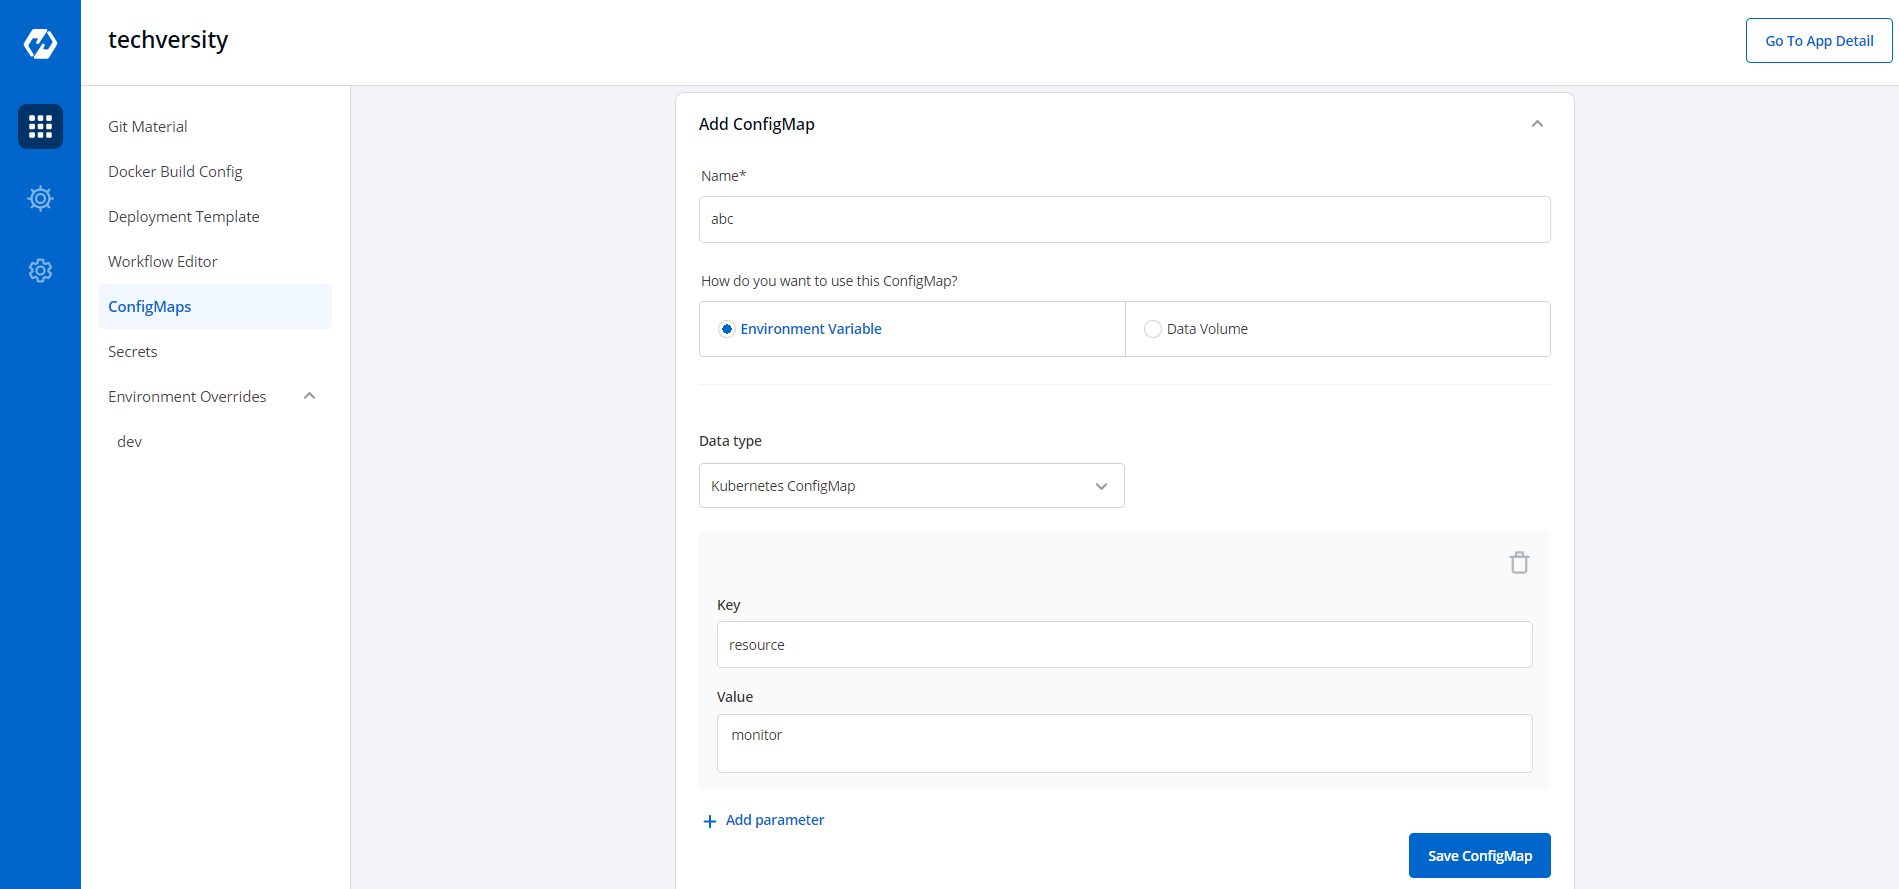 techversity
Go To App Detail
Git Material
Docker Build Config
Deployment Template
Workflow Editor
ConfigMaps
Secrets
Environment Overrides
dev
Add ConfigMap
Name*
abc
How do you want to use this ConfigMap?
Environment Variable
Data Volume
Data type
Kubernetes ConfigMap
Key
resource
Value
monitor
Add parameter
Save ConfigMap